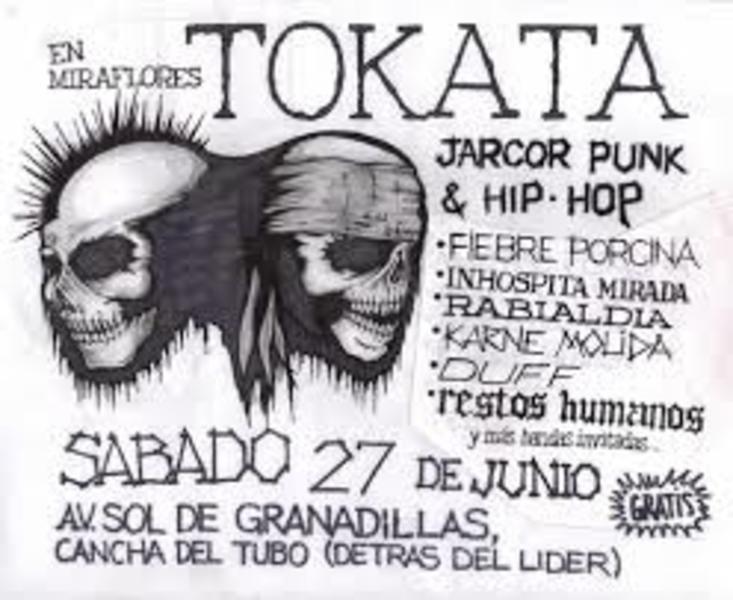 EN
MIRAFLORES
TOKATA
JARCOR PUNK
& HIP-HOP
•FIEBRE PORCINA
•INHOSPITA MIRADA
•RABIALDIA
•KARNE MOLiDA
•DUFF
•restos humanos
y más bandas invitadas...
SABADO 27 DE JUNIO
GRATIS
AV. SOL DE GRANADiLLAS,
CANCHA DEL TUBO (DETRAS DEL LIDER)